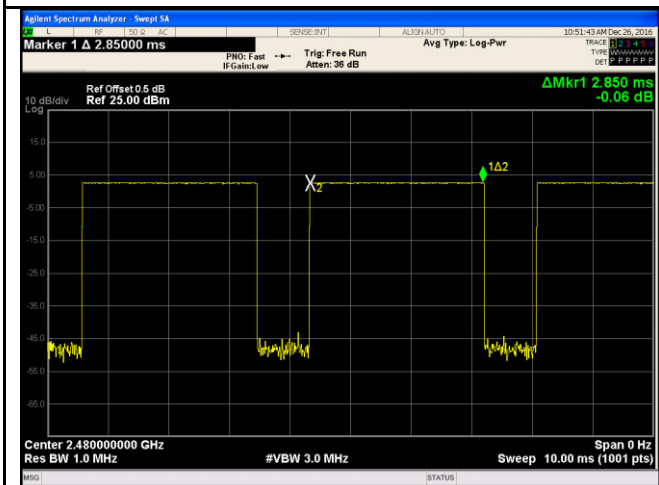 Agilent Spectrum Analyzer - Swept SA
L RF 50 Ω AC SENSE:INT ALIGN AUTO 10:51:43 AM Dec 26, 2016
Marker 1 Δ 2.85000 ms
PNO: Fast
IFGain:Low
Trig: Free Run
Atten: 36 dB
Avg Type: Log-Pwr
TRACE 1 2 3 4 5 6
TYPE
DET P P P P P P
ΔMkr1 2.850 ms
-0.06 dB
Ref Offset 0.5 dB
10 dB/div Ref 25.00 dBm
Log
15.0
5.00
-5.00
-15.0
-25.0
-35.0
-45.0
-55.0
-65.0
1Δ2
X2
Center 2.480000000 GHz Span 0 Hz
Res BW 1.0 MHz #VBW 3.0 MHz Sweep 10.00 ms (1001 pts)
MSG STATUS